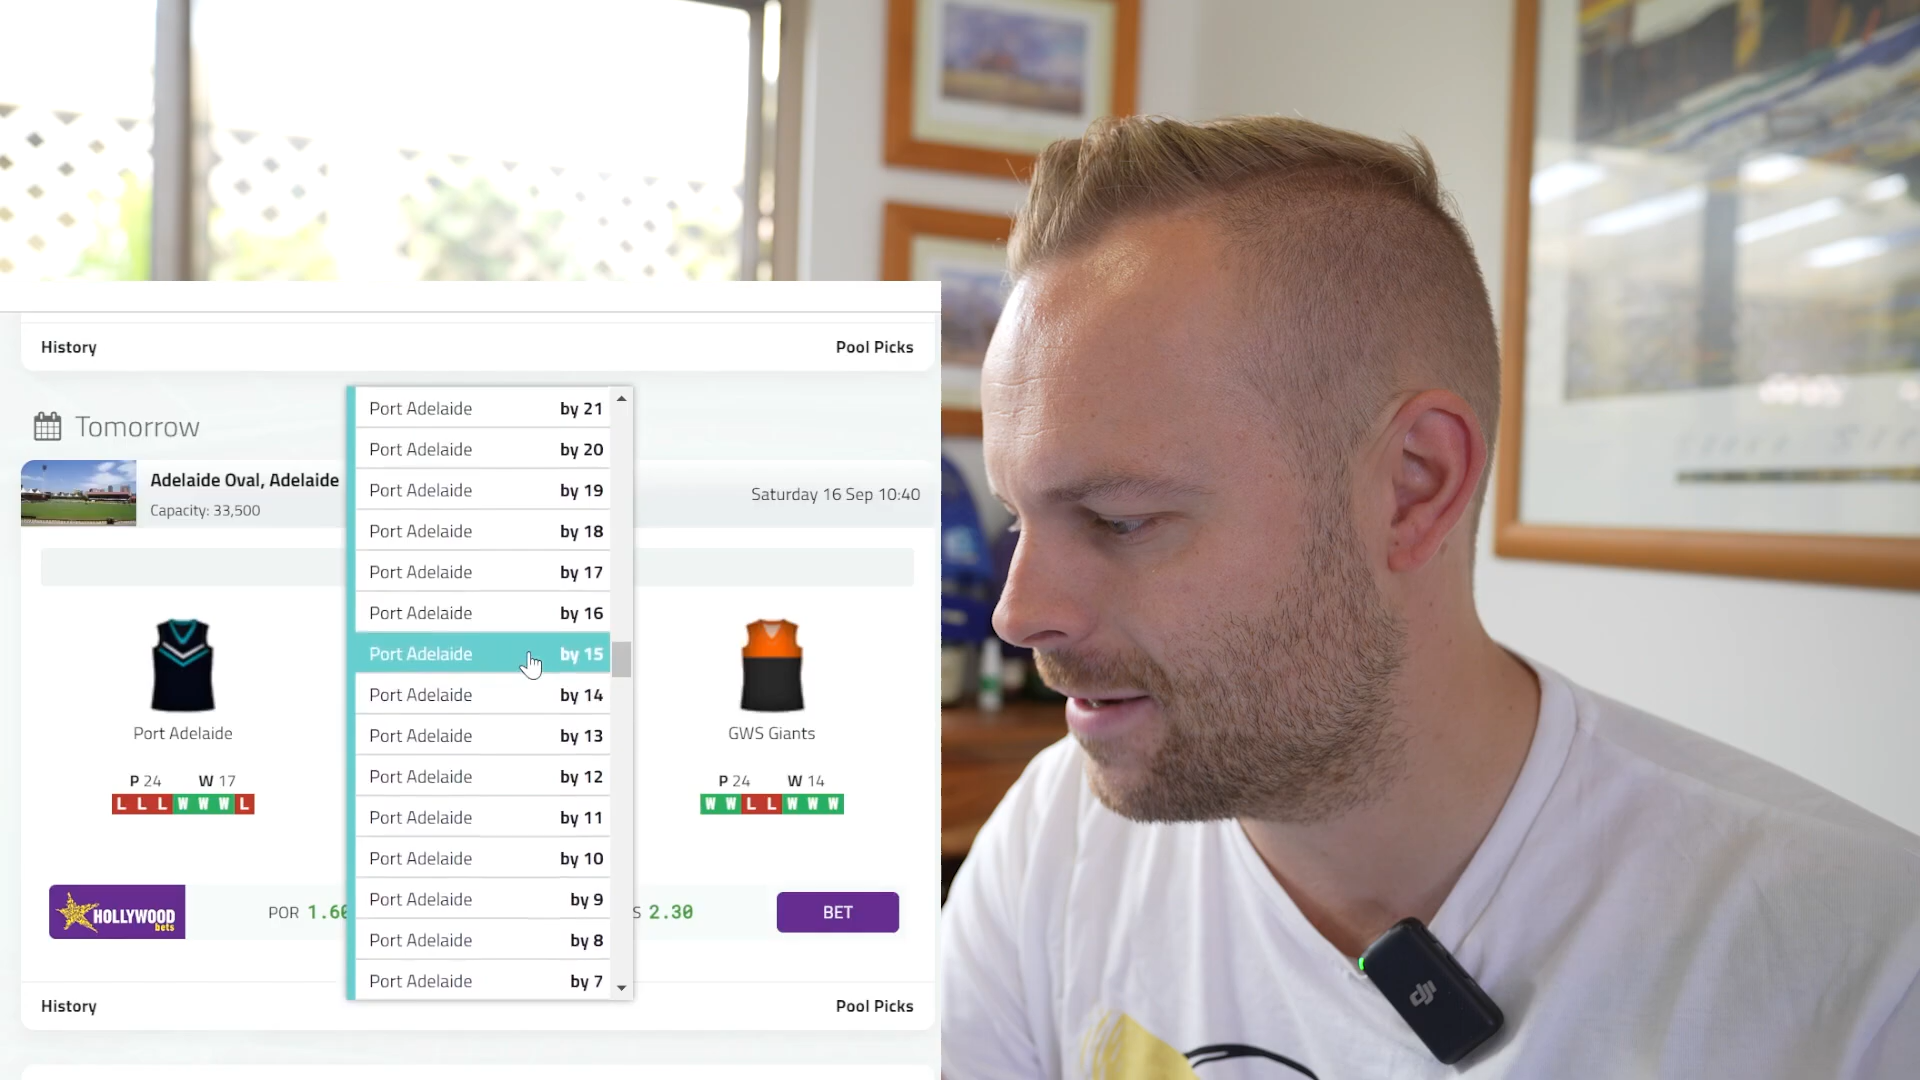 History
Pool Picks
Tomorrow
Adelaide Oval, Adelaide
Capacity: 33,500
Saturday 16 Sep 10:40
Port Adelaide by 21
Port Adelaide by 20
Port Adelaide by 19
Port Adelaide by 18
Port Adelaide by 17
Port Adelaide by 16
Port Adelaide by 15
Port Adelaide by 14
Port Adelaide by 13
Port Adelaide by 12
Port Adelaide by 11
Port Adelaide by 10
Port Adelaide by 9
Port Adelaide by 8
Port Adelaide by 7
Port Adelaide
P 24 W 17
L L L W W W L
GWS Giants
P 24 W 14
W W L L W W W
HOLLYWOOD
bets
POR 1.60
S 2.30
BET
History
Pool Picks
dji